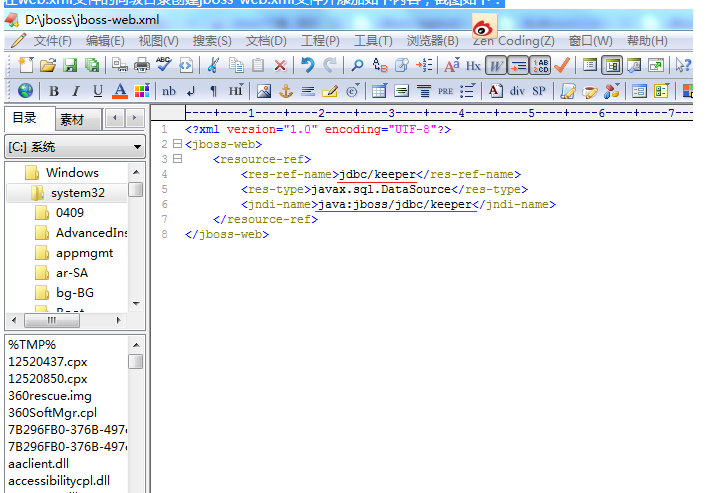 在web.xml文件的同级目录创建jboss-web.xml文件并添加如下内容，截图如下：
D:\jboss\jboss-web.xml
文件(F) 编辑(E) 视图(V) 搜索(S) 文档(D) 工程(P) 工具(T) 浏览器(B) Zen Coding(Z) 窗口(W) 帮助(H)
ABC Hx W 1AB 2CD
B I U A nb ¶ Hi PRE A div SP
目录 素材
[C:] 系统
Windows
system32
0409
AdvancedIns
appmgmt
ar-SA
bg-BG
Boot
%TMP%
12520437.cpx
12520850.cpx
360rescue.img
360SoftMgr.cpl
7B296FB0-376B-497e
7B296FB0-376B-497e
aaclient.dll
accessibilitycpl.dll
----+----1----+----2----+----3----+----4----+----5----+----6----+----7--
1 <?xml version="1.0" encoding="UTF-8"?>
2 <jboss-web>
3 <resource-ref>
4 <res-ref-name>jdbc/keeper</res-ref-name>
5 <res-type>javax.sql.DataSource</res-type>
6 <jndi-name>java:jboss/jdbc/keeper</jndi-name>
7 </resource-ref>
8 </jboss-web>